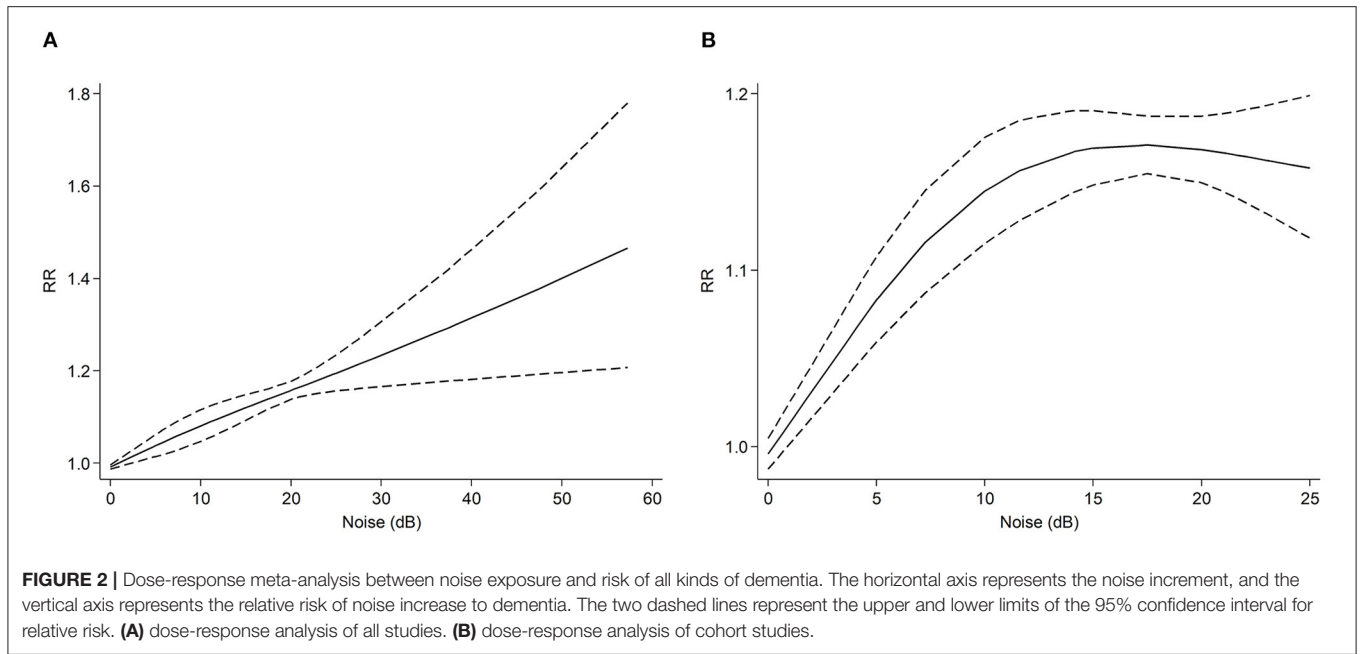 A
1.8
1.6
1.4
1.2
1.0
RR
0 10 20 30 40 50 60
Noise (dB)
B
1.2
1.1
1.0
RR
0 5 10 15 20 25
Noise (dB)
FIGURE 2 | Dose-response meta-analysis between noise exposure and risk of all kinds of dementia. The horizontal axis represents the noise increment, and the
vertical axis represents the relative risk of noise increase to dementia. The two dashed lines represent the upper and lower limits of the 95% confidence interval for
relative risk. (A) dose-response analysis of all studies. (B) dose-response analysis of cohort studies.